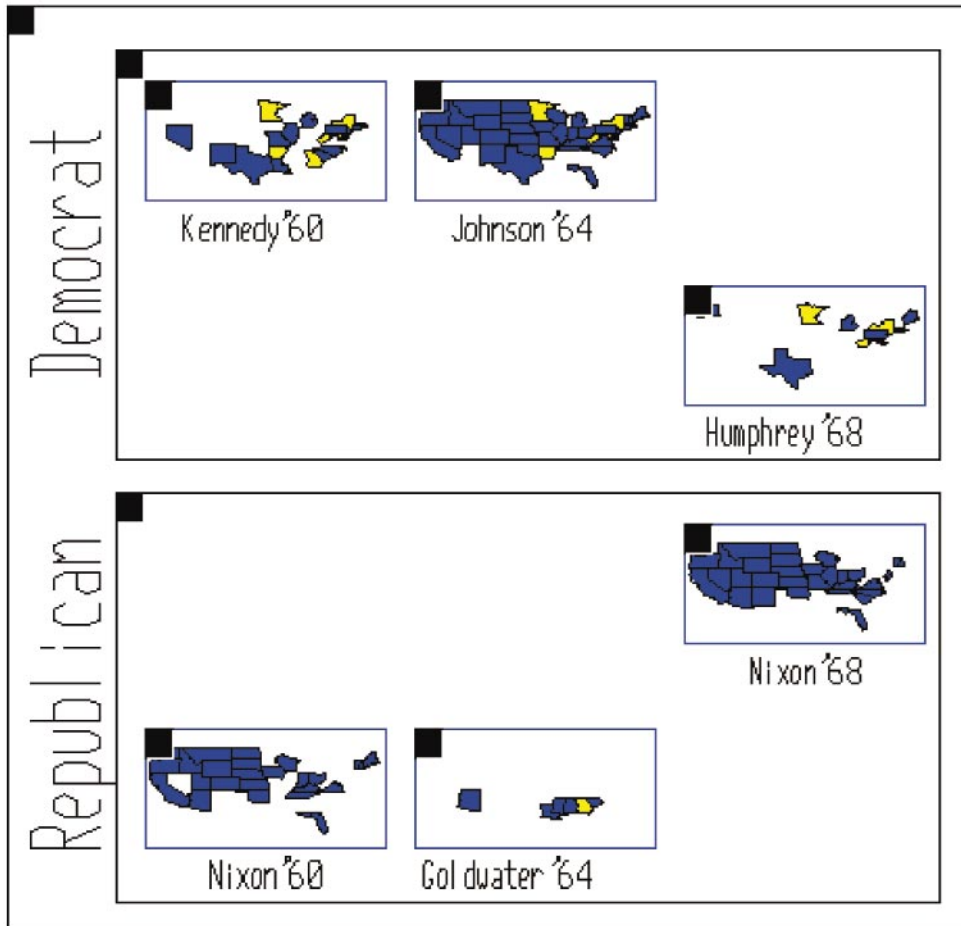 Democrat
Kennedy '60
Johnson '64
Humphrey '68
Republican
Nixon '68
Nixon '60
Goldwater '64